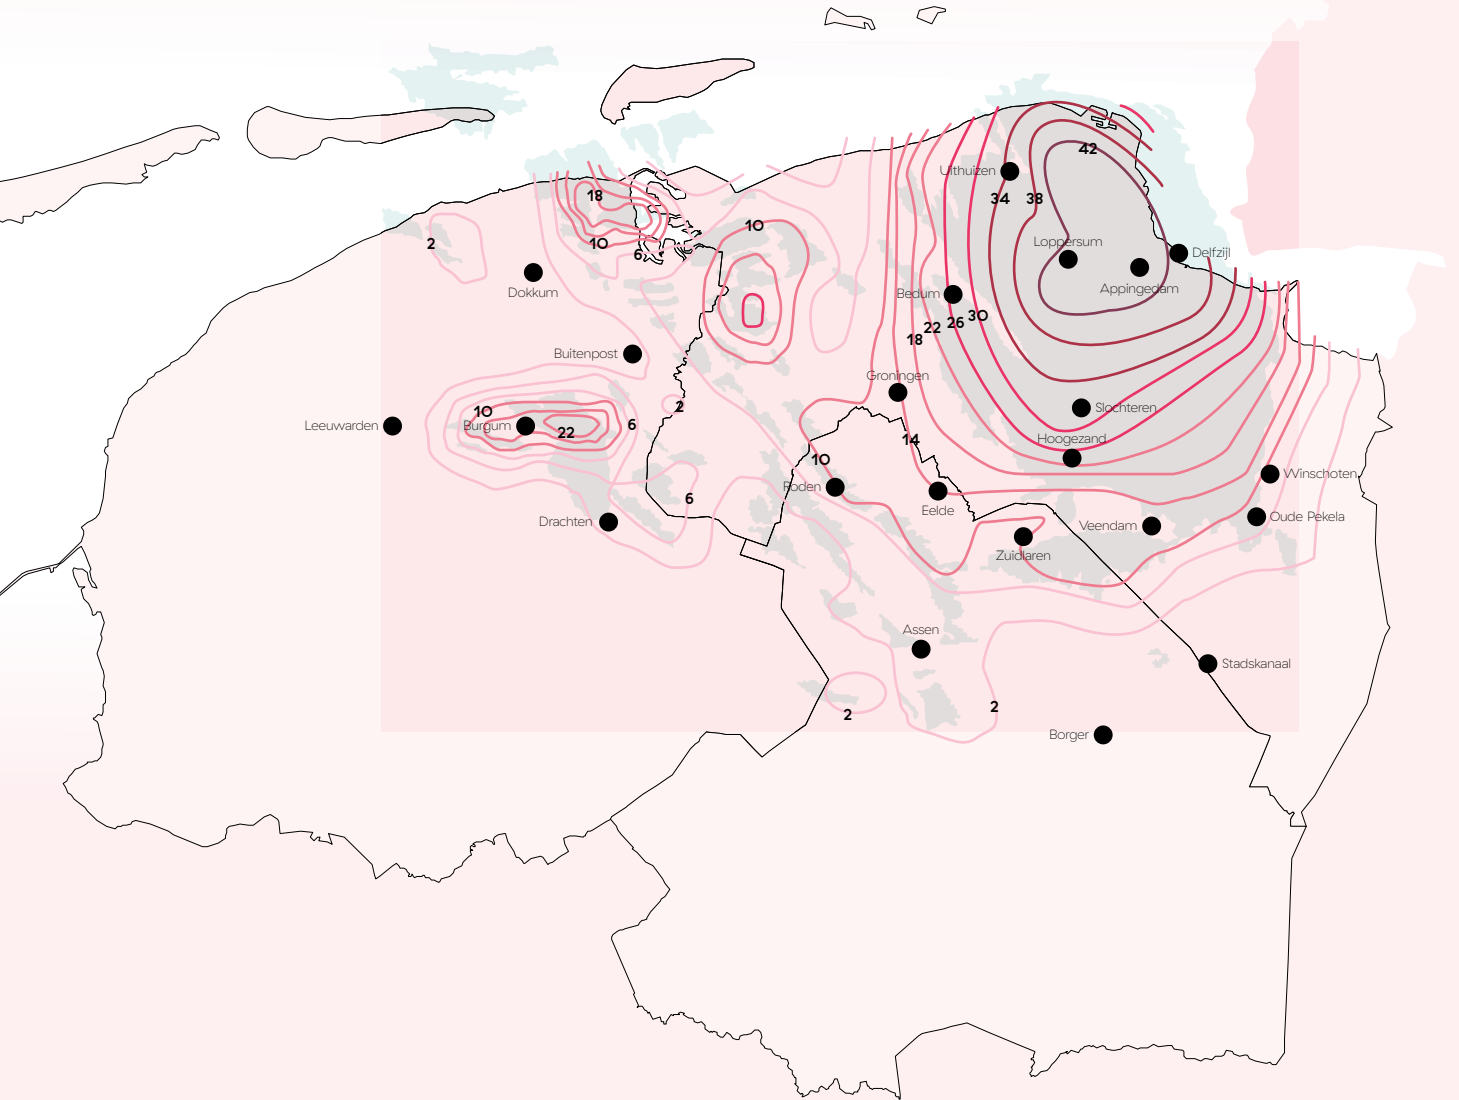 42
Uithuizen
18
34
38
10
Loppersum
2
10
6
Delfzijl
Dokkum
Appingedam
Bedum
30
26
22
18
Buitenpost
Groningen
2
Slochteren
10
6
Leeuwarden
Burgum
22
14
Hoogezand
10
Winschoten
Roden
6
Eelde
Oude Pekela
Drachten
Veendam
Zuidlaren
Assen
Stadskanaal
2
2
Borger